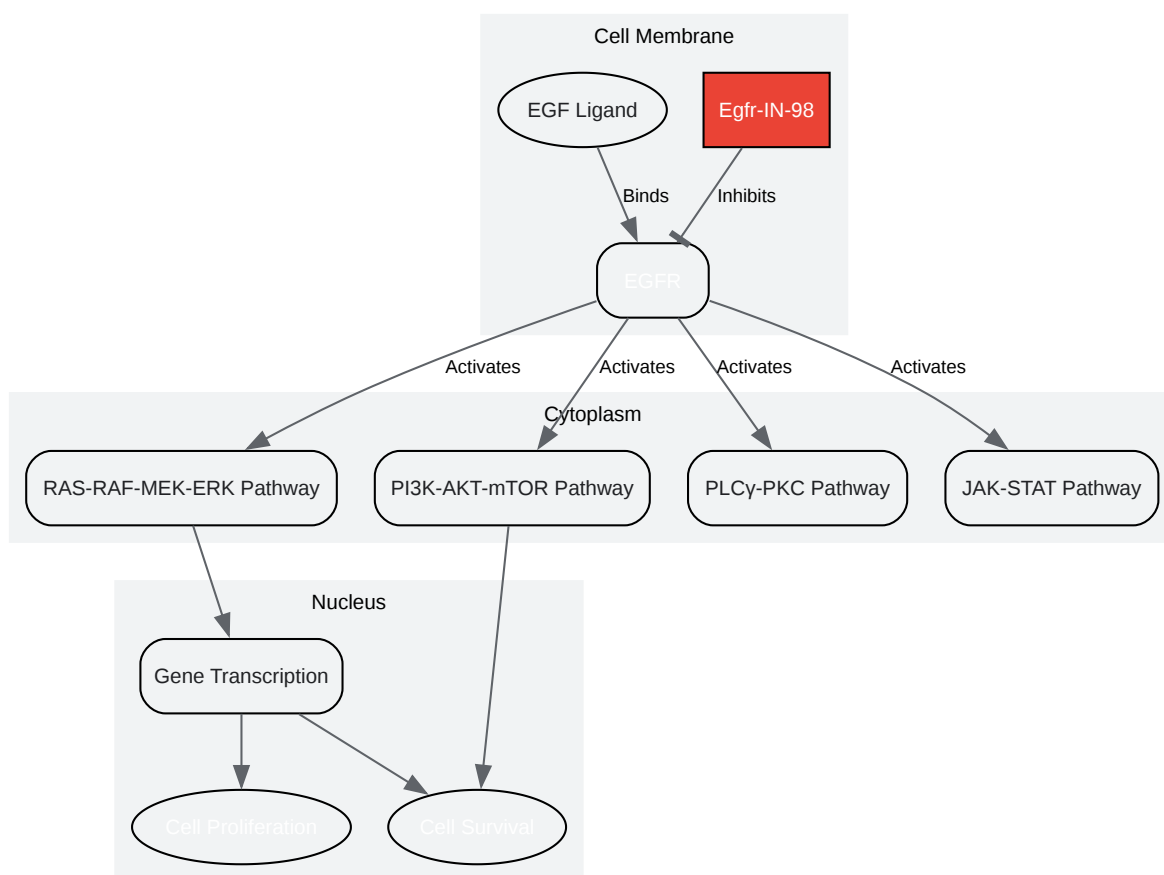 Cell Membrane
EGF Ligand
Egfr-IN-98
Binds
Inhibits
EGFR
Activates
Activates
Activates
Activates
Cytoplasm
RAS-RAF-MEK-ERK Pathway
PI3K-AKT-mTOR Pathway
PLCγ-PKC Pathway
JAK-STAT Pathway
Nucleus
Gene Transcription
Cell Proliferation
Cell Survival